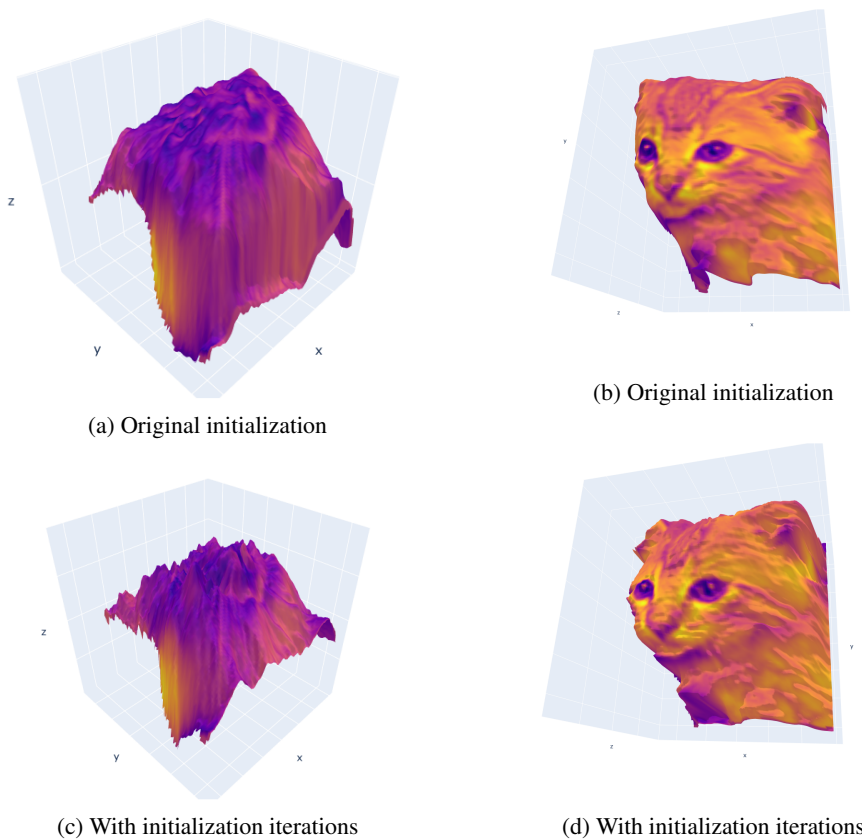 z
y
x
(a) Original initialization
y
z
x
(b) Original initialization
z
y
x
(c) With initialization iterations
y
z
x
(d) With initialization iterations